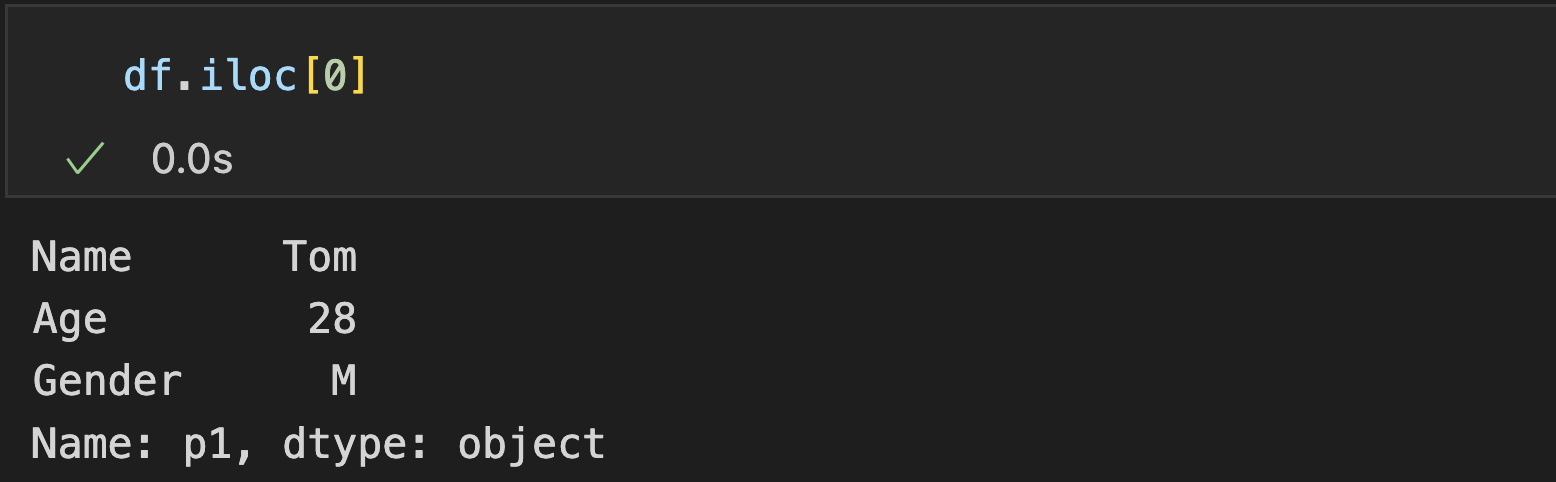 df.iloc[0]
✓ 0.0s
Name Tom
Age 28
Gender M
Name: p1, dtype: object